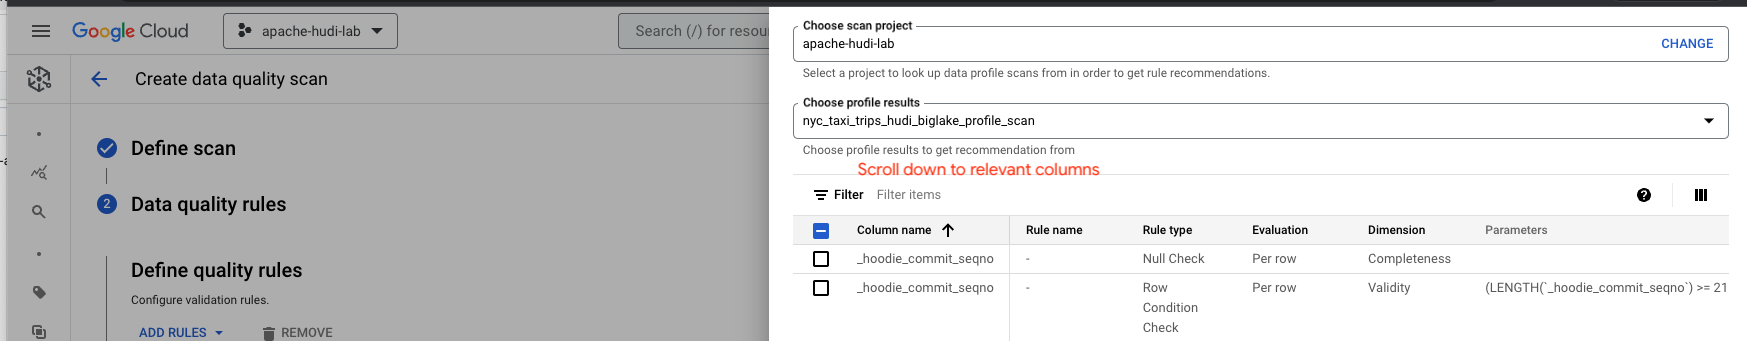 Google Cloud
apache-hudi-lab
Search (/) for resou
Create data quality scan
Define scan
2
Data quality rules
Define quality rules
Configure validation rules.
ADD RULES
REMOVE
Choose scan project
apache-hudi-lab
CHANGE
Select a project to look up data profile scans from in order to get rule recommendations.
Choose profile results
nyc_taxi_trips_hudi_biglake_profile_scan
Choose profile results to get recommendation from
Scroll down to relevant columns
Filter Filter items
Column name Rule name Rule type Evaluation Dimension Parameters
_hoodie_commit_seqno - Null Check Per row Completeness
_hoodie_commit_seqno - Row Condition Check Per row Validity (LENGTH(`_hoodie_commit_seqno`) >= 21